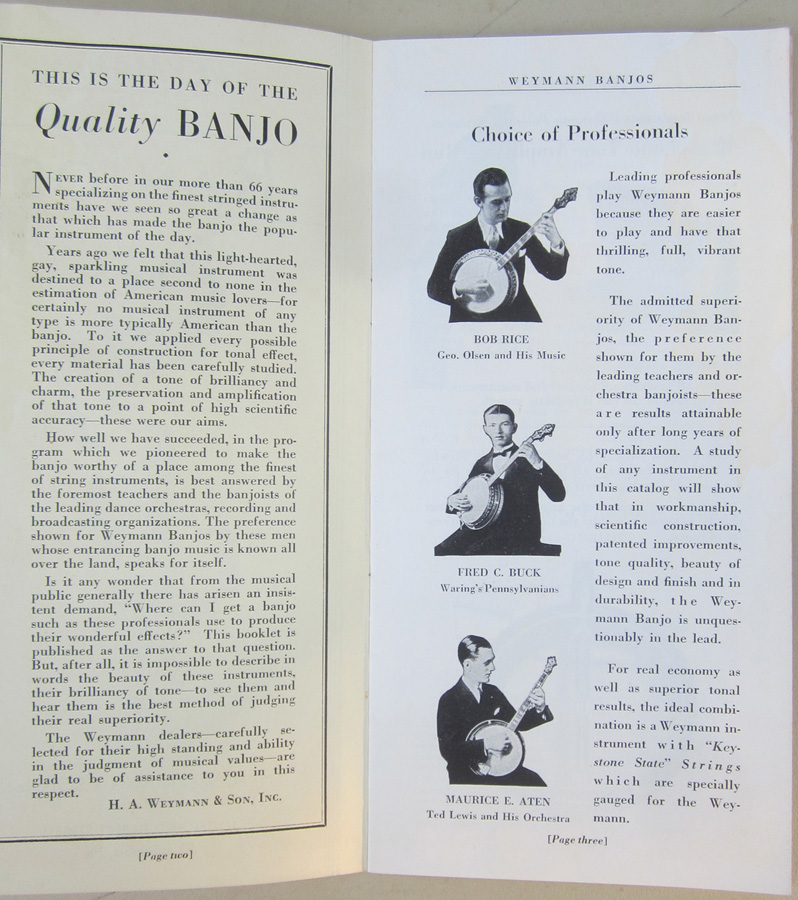 THIS IS THE DAY OF THE
Quality BANJO
NEVER before in our more than 66 years
specializing on the finest stringed instru-
ments have we seen so great a change as
that which has made the banjo the popu-
lar instrument of the day.
Years ago we felt that this light-hearted,
gay, sparkling musical instrument was
destined to a place second to none in the
estimation of American music lovers—for
certainly no musical instrument of any
type is more typically American than the
banjo. To it we applied every possible
principle of construction for tonal effect,
every material has been carefully studied.
The creation of a tone of brilliancy and
charm, the preservation and amplification
of that tone to a point of high scientific
accuracy—these were our aims.
How well we have succeeded, in the pro-
gram which we pioneered to make the
banjo worthy of a place among the finest
of string instruments, is best answered by
the foremost teachers and the banjoists of
the leading dance orchestras, recording and
broadcasting organizations. The preference
shown for Weymann Banjos by these men
whose entrancing banjo music is known all
over the land, speaks for itself.
Is it any wonder that from the musical
public generally there has arisen an insis-
tent demand, "Where can I get a banjo
such as these professionals use to produce
their wonderful effects?" This booklet is
published as the answer to that question.
But, after all, it is impossible to describe in
words the beauty of these instruments,
their brilliancy of tone—to see them and
hear them is the best method of judging
their real superiority.
The Weymann dealers—carefully se-
lected for their high standing and ability
in the judgment of musical values—are
glad to be of assistance to you in this
respect.
H. A. WEYMANN & SON, INC.
[Page two]
WEYMANN BANJOS
Choice of Professionals
BOB RICE
Geo. Olsen and His Music
FRED C. BUCK
Waring's Pennsylvanians
MAURICE E. ATEN
Ted Lewis and His Orchestra
Leading professionals
play Weymann Banjos
because they are easier
to play and have that
thrilling, full, vibrant
tone.
The admitted superi-
ority of Weymann Ban-
jos, the preference
shown for them by the
leading teachers and or-
chestra banjoists—these
are results attainable
only after long years of
specialization. A study
of any instrument in
this catalog will show
that in workmanship,
scientific construction,
patented improvements,
tone quality, beauty of
design and finish and in
durability, the Wey-
mann Banjo is unques-
tionably in the lead.
For real economy as
well as superior tonal
results, the ideal combi-
nation is a Weymann in-
strument with "Key-
stone State" Strings
which are specially
gauged for the Wey-
mann.
[Page three]